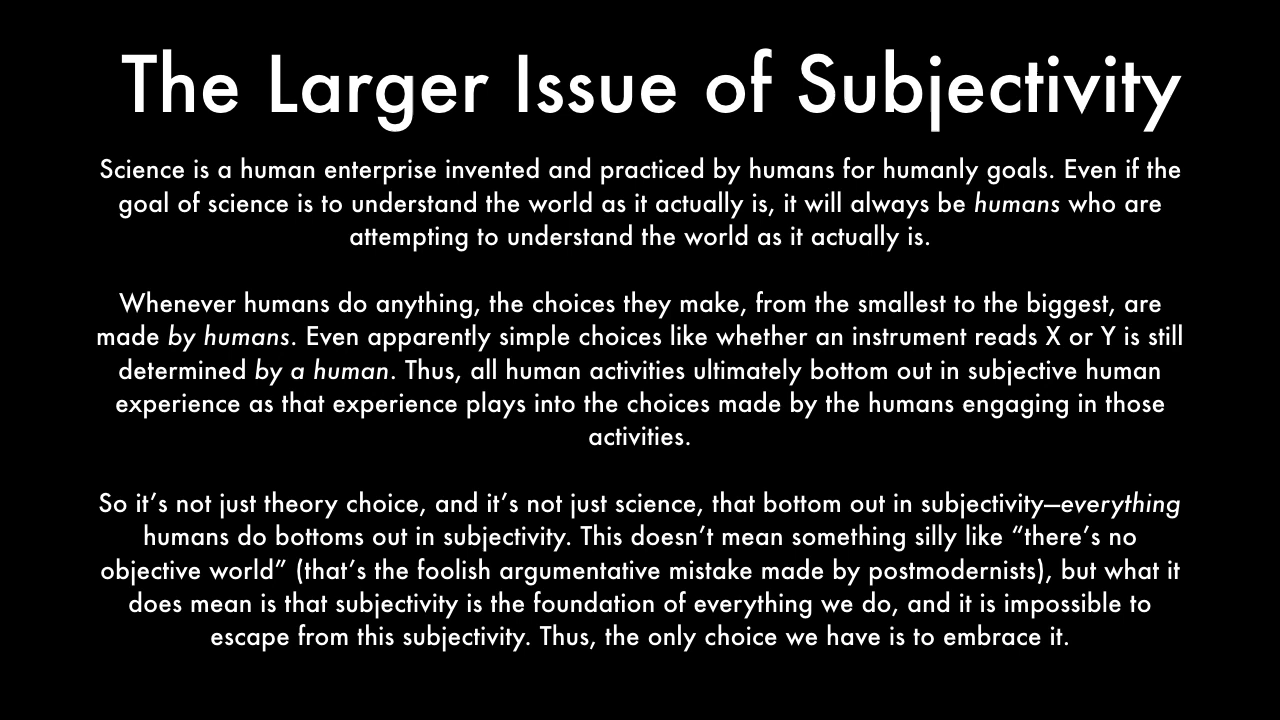 The Larger Issue of Subjectivity
Science is a human enterprise invented and practiced by humans for humanly goals. Even if the
goal of science is to understand the world as it actually is, it will always be humans who are
attempting to understand the world as it actually is.
Whenever humans do anything, the choices they make, from the smallest to the biggest, are
made by humans. Even apparently simple choices like whether an instrument reads X or Y is still
determined by a human. Thus, all human activities ultimately bottom out in subjective human
experience as that experience plays into the choices made by the humans engaging in those
activities.
So it’s not just theory choice, and it’s not just science, that bottom out in subjectivity—everything
humans do bottoms out in subjectivity. This doesn’t mean something silly like “there’s no
objective world” (that’s the foolish argumentative mistake made by postmodernists), but what it
does mean is that subjectivity is the foundation of everything we do, and it is impossible to
escape from this subjectivity. Thus, the only choice we have is to embrace it.